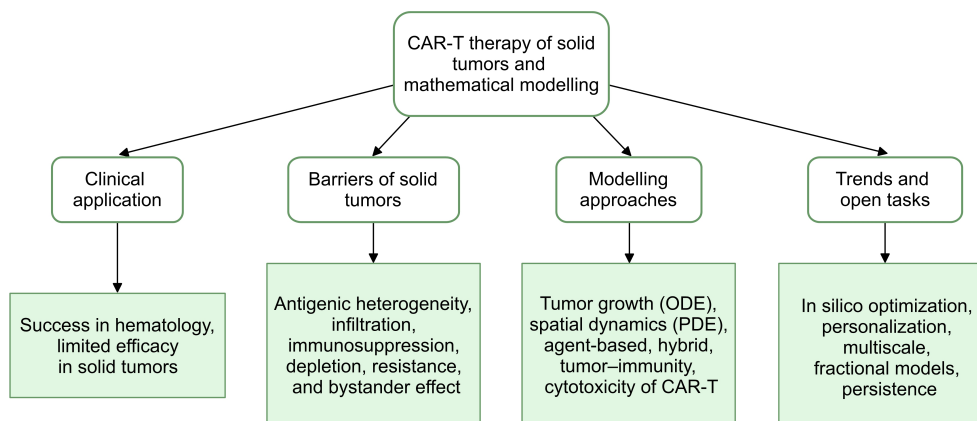 CAR-T therapy of solid
tumors and
mathematical modelling
Clinical
application
Barriers of solid
tumors
Modelling
approaches
Trends and
open tasks
Success in hematology,
limited efficacy
in solid tumors
Antigenic heterogeneity,
infiltration,
immunosuppression,
depletion, resistance,
and bystander effect
Tumor growth (ODE),
spatial dynamics (PDE),
agent-based, hybrid,
tumor–immunity,
cytotoxicity of CAR-T
In silico optimization,
personalization,
multiscale,
fractional models,
persistence